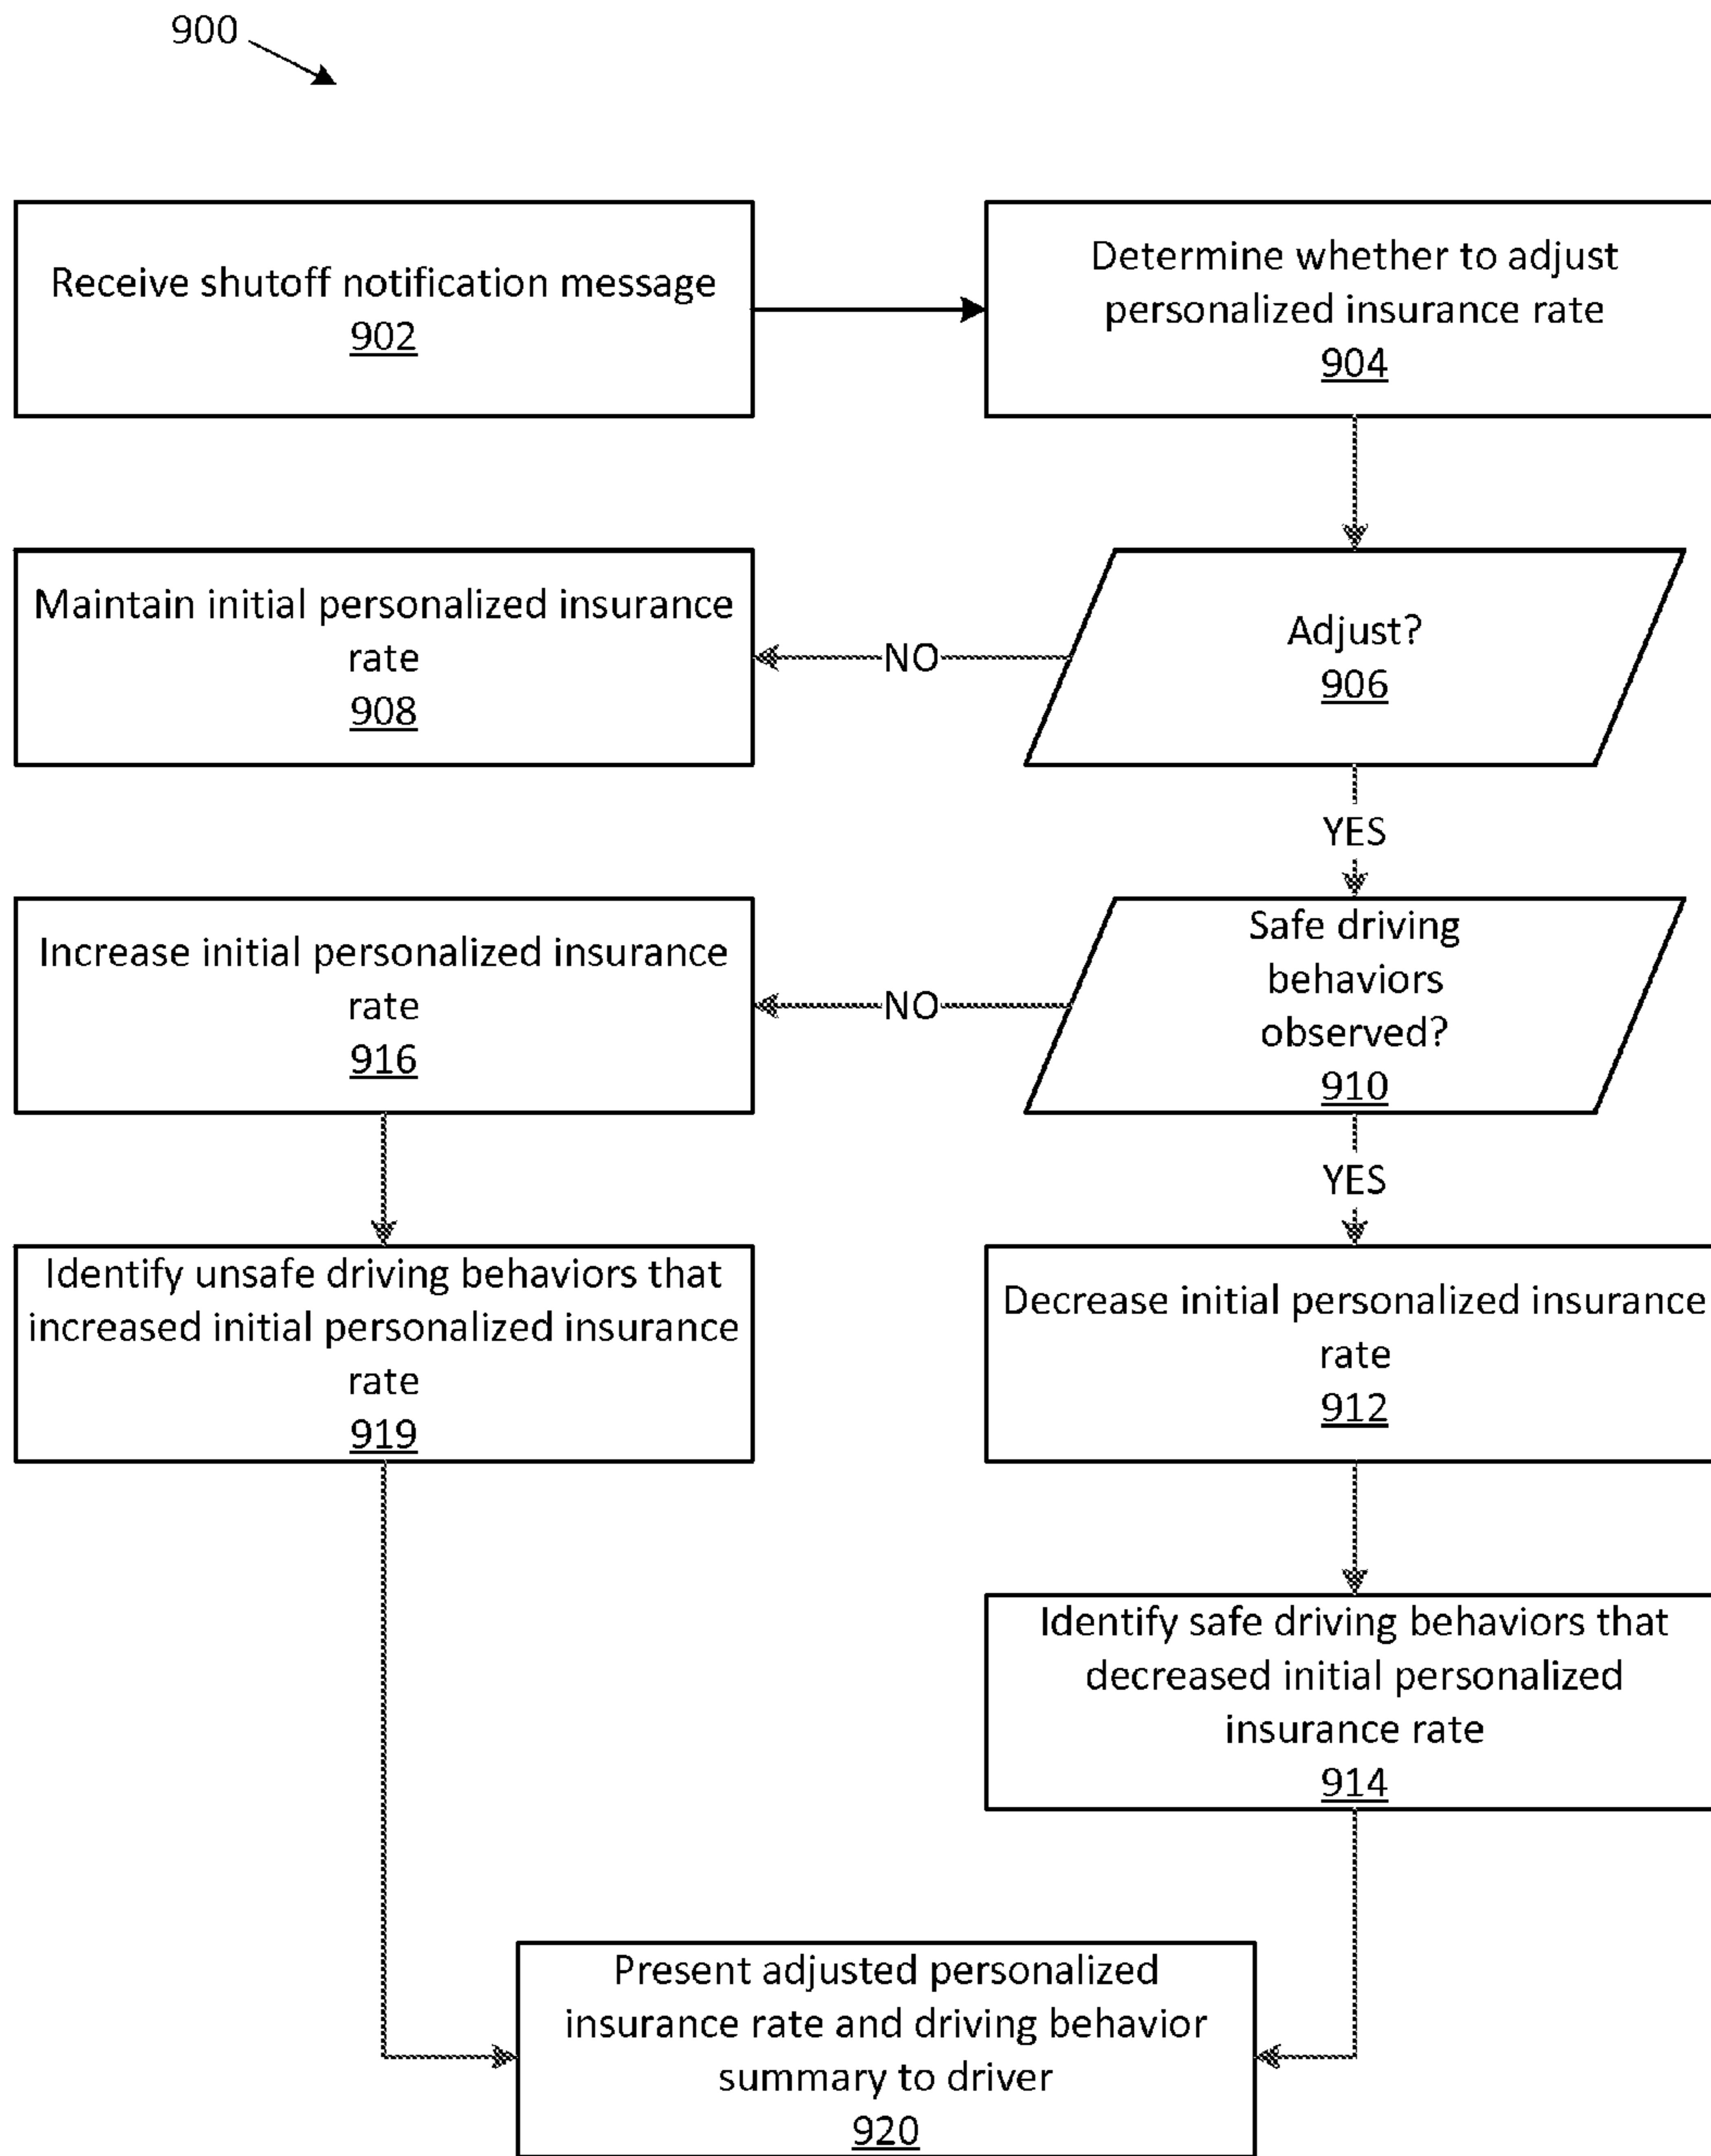 900
Receive shutoff notification message
902
Determine whether to adjust
personalized insurance rate
904
Maintain initial personalized insurance
rate
908
NO
Adjust?
906
YES
Increase initial personalized insurance
rate
916
NO
Safe driving
behaviors
observed?
910
YES
Identify unsafe driving behaviors that
increased initial personalized insurance
rate
919
Decrease initial personalized insurance
rate
912
Identify safe driving behaviors that
decreased initial personalized
insurance rate
914
Present adjusted personalized
insurance rate and driving behavior
summary to driver
920